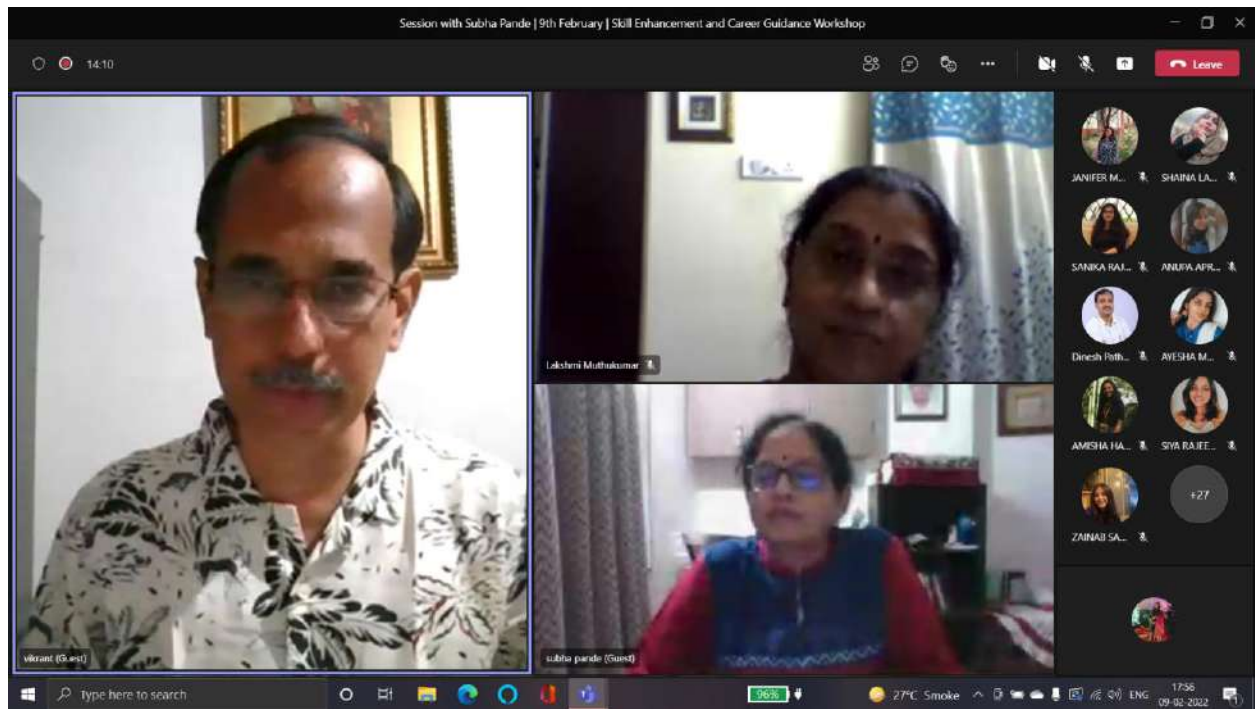 Session with Subha Pande | 9th February | Skill Enhancement and Career Guidance Workshop
14:10
Leave
JANIFER M...
SHAINA LA...
SANIKA RAJ...
ANUPA APR...
Dinesh Path...
AYESHA M...
AMISHA HA...
SIYA RAJEE...
ZAINAB SA...
+27
Lakshmi Muthukumar
vikrant (Guest)
subha pande (Guest)
Type here to search
96%
27°C Smoke
ENG
17:56
09-02-2022
1